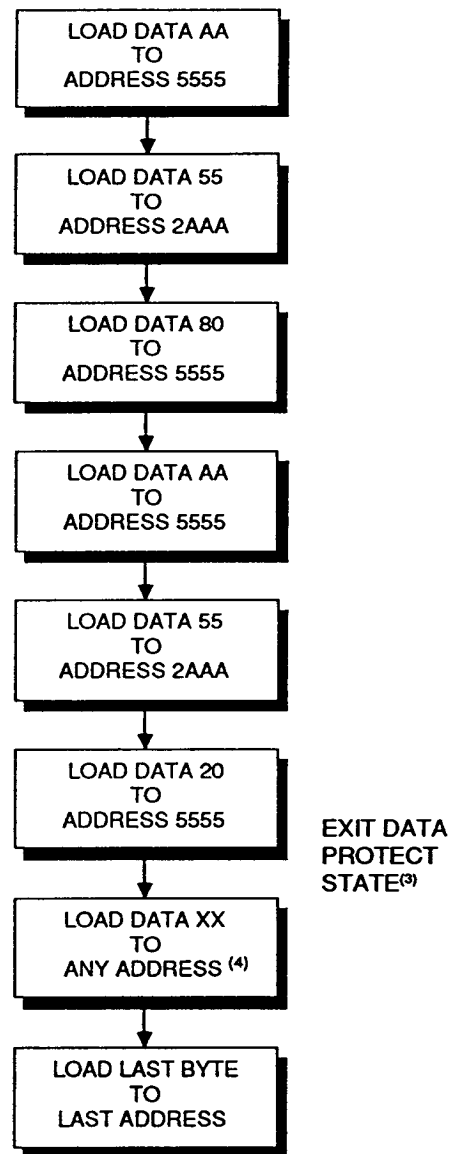 LOAD DATA AA
TO
ADDRESS 5555
LOAD DATA 55
TO
ADDRESS 2AAA
LOAD DATA 80
TO
ADDRESS 5555
LOAD DATA AA
TO
ADDRESS 5555
LOAD DATA 55
TO
ADDRESS 2AAA
LOAD DATA 20
TO
ADDRESS 5555
EXIT DATA
PROTECT
STATE(3)
LOAD DATA XX
TO
ANY ADDRESS (4)
LOAD LAST BYTE
TO
LAST ADDRESS